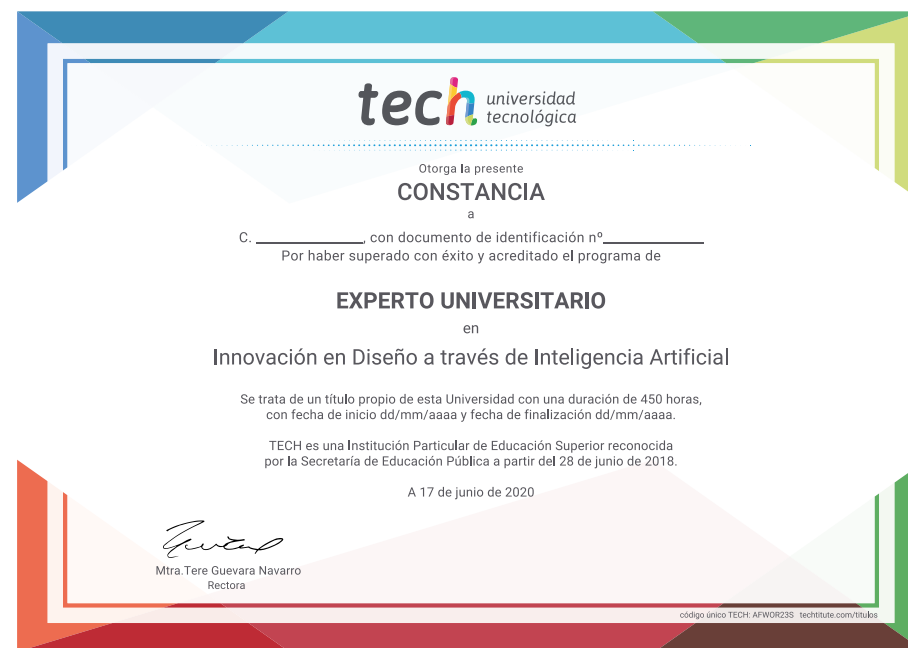 tech universidad
tecnológica
Otorga la presente
CONSTANCIA
a
C. ____________, con documento de identificación nº____________
Por haber superado con éxito y acreditado el programa de
EXPERTO UNIVERSITARIO
en
Innovación en Diseño a través de Inteligencia Artificial
Se trata de un título propio de esta Universidad con una duración de 450 horas,
con fecha de inicio dd/mm/aaaa y fecha de finalización dd/mm/aaaa.
TECH es una Institución Particular de Educación Superior reconocida
por la Secretaría de Educación Pública a partir del 28 de junio de 2018.
A 17 de junio de 2020
Mtra.Tere Guevara Navarro
Rectora
código único TECH: AFWOR23S techtitute.com/titulos